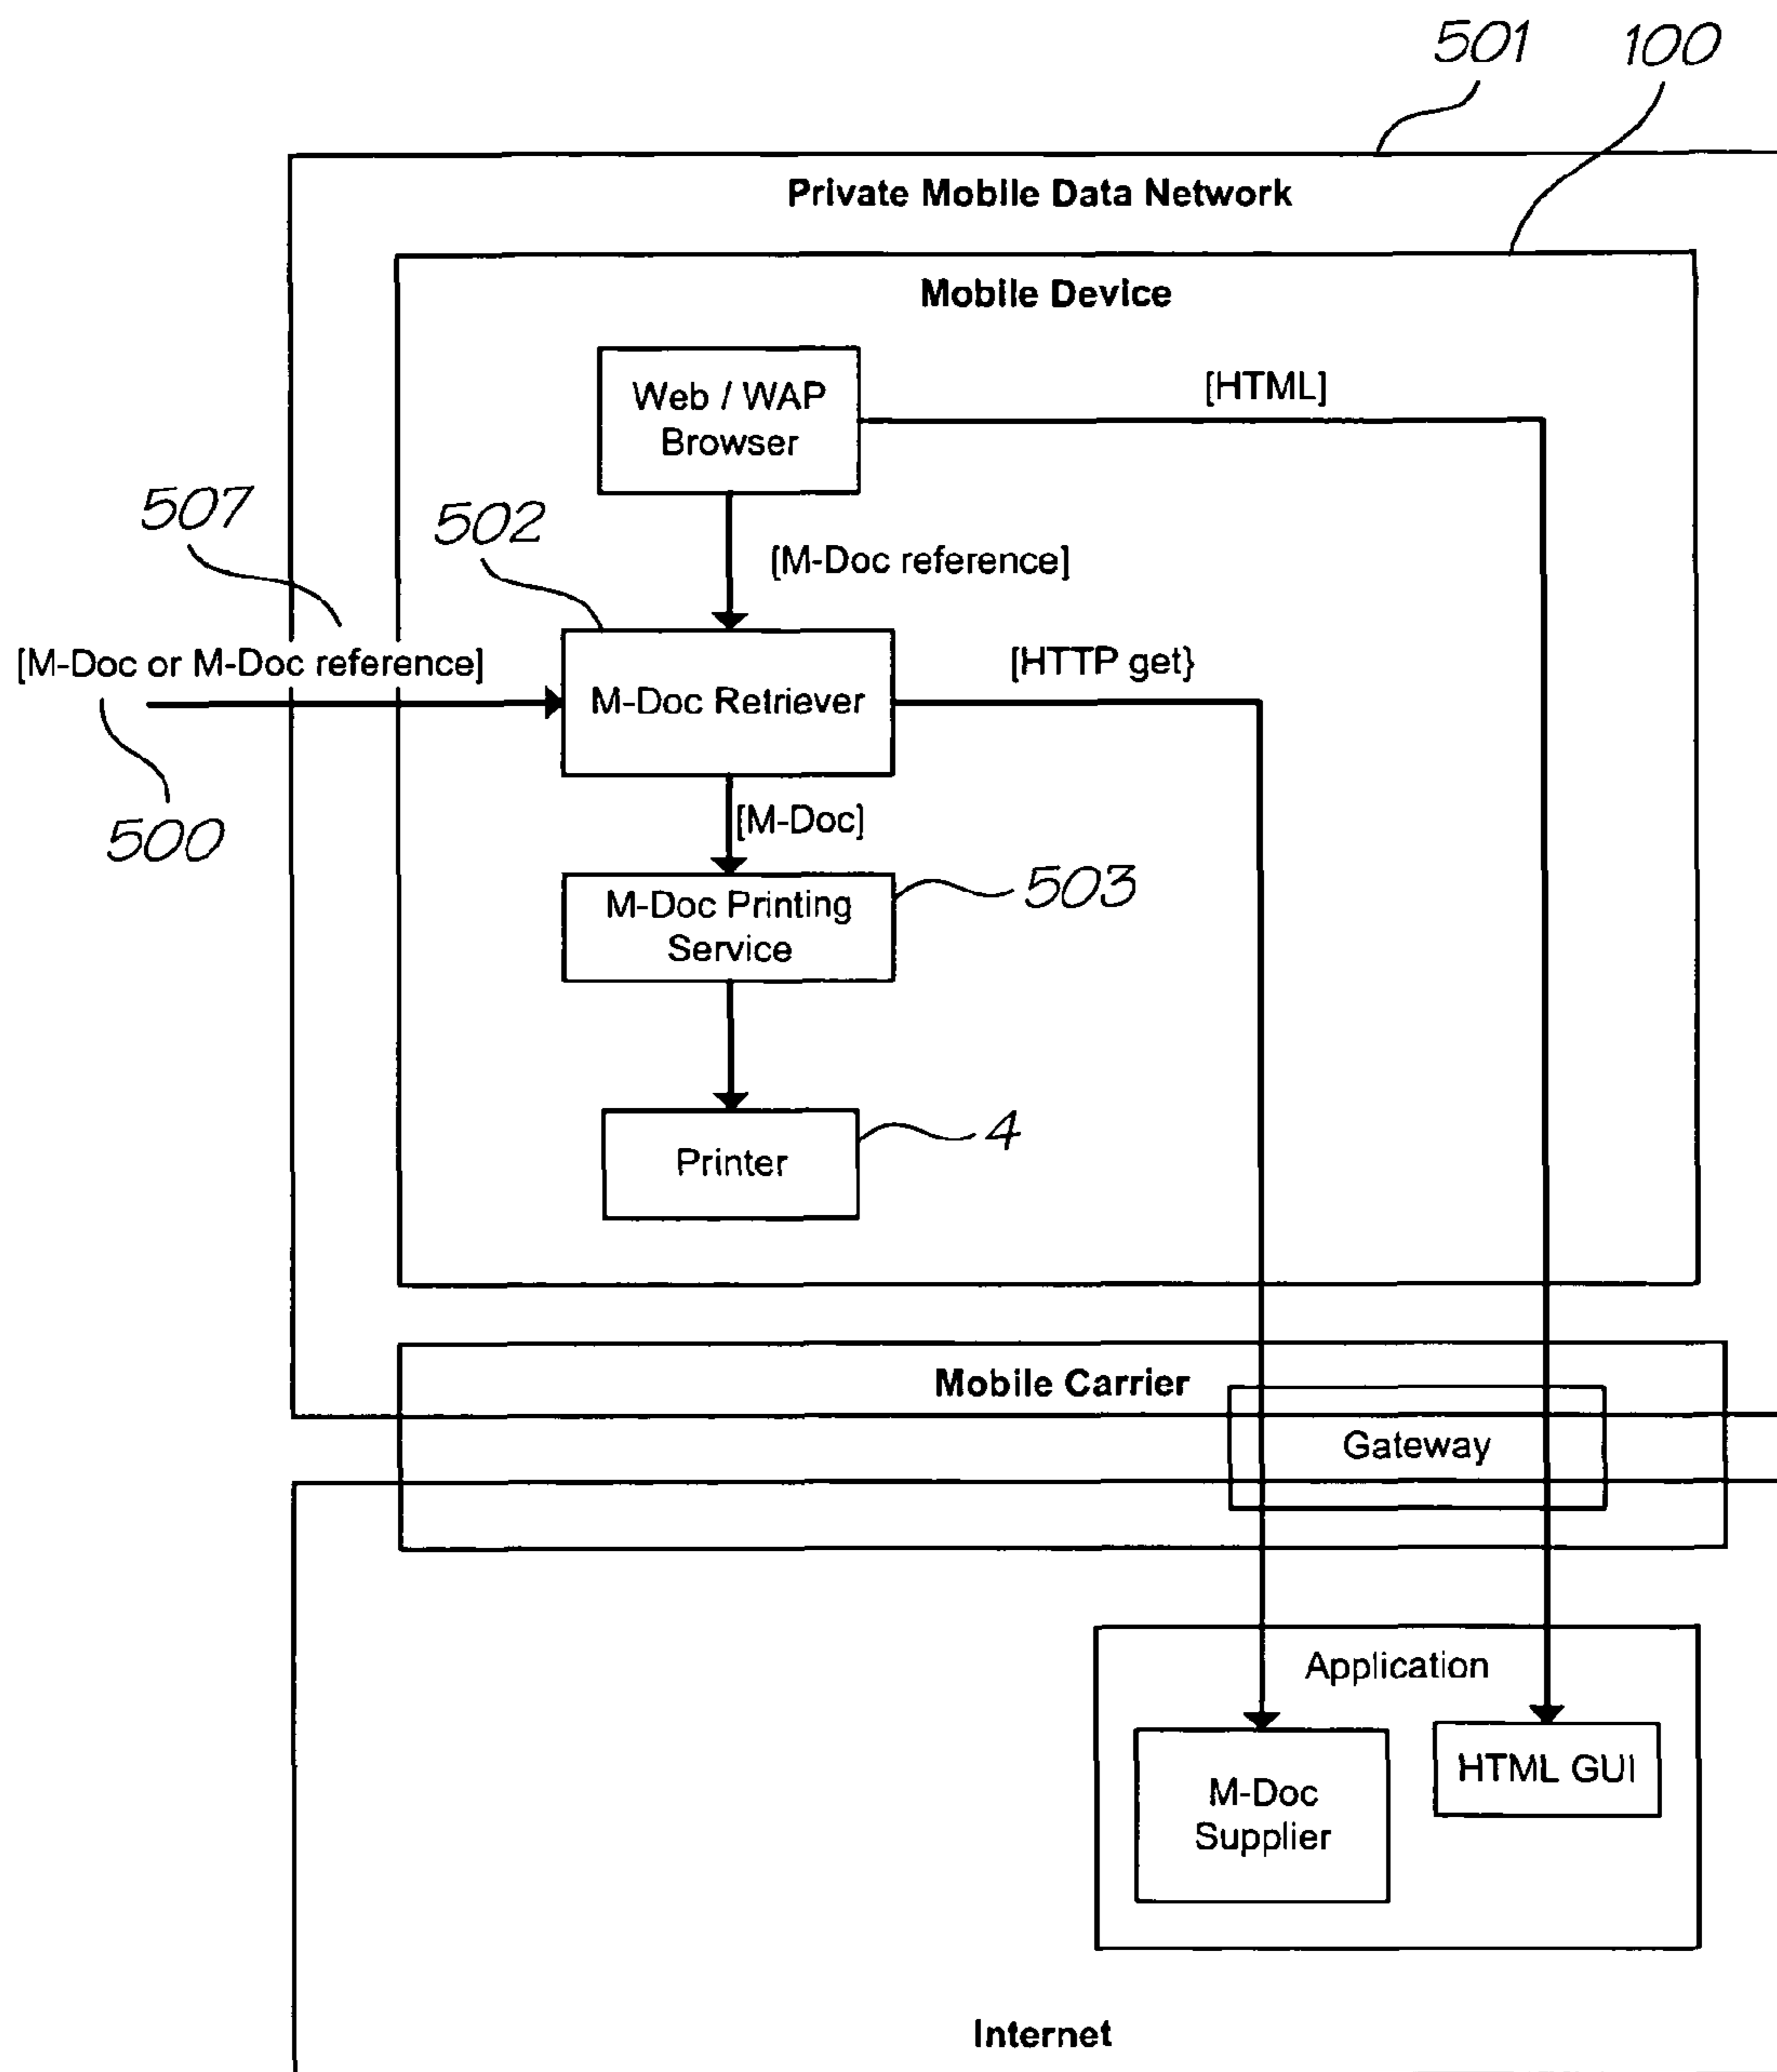 501
100
Private Mobile Data Network
Mobile Device
Web / WAP
Browser
[HTML]
507
502
[M-Doc reference]
[M-Doc or M-Doc reference]
M-Doc Retriever
[HTTP get}
500
[M-Doc]
M-Doc Printing
Service
503
Printer
4
Mobile Carrier
Gateway
Application
M-Doc
Supplier
HTML GUI
Internet